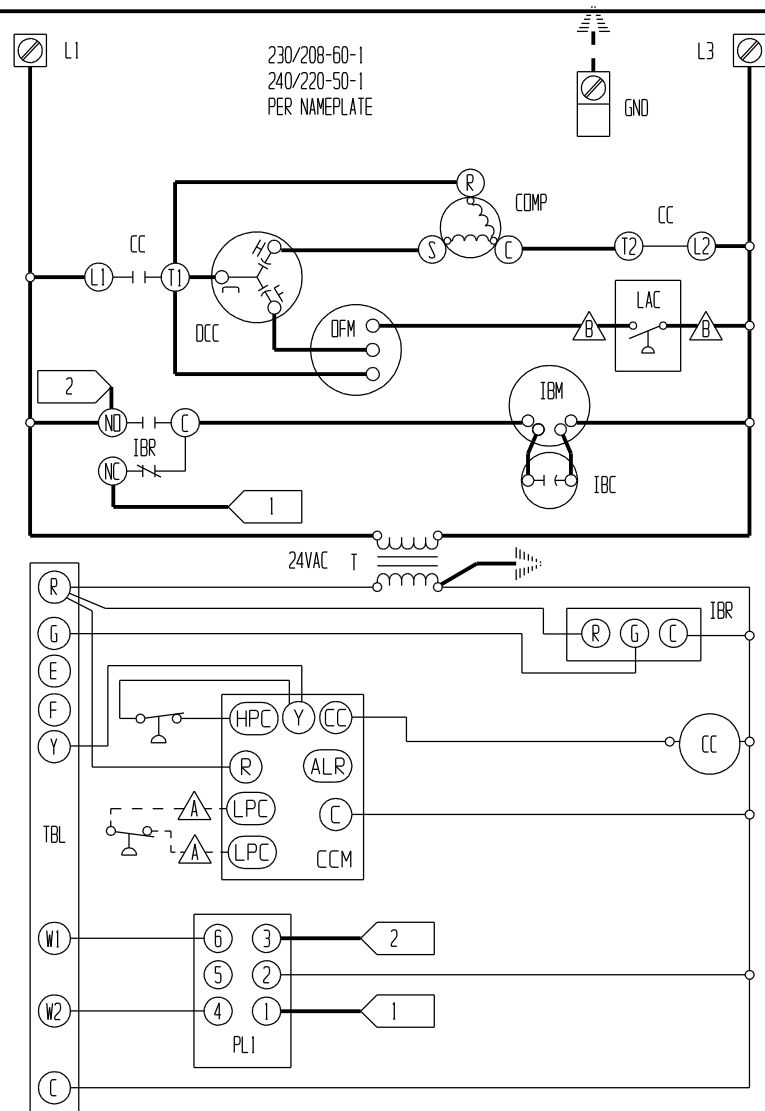 L1
230/208-60-1
240/220-50-1
PER NAMEPLATE
L3
GND
R
COMP
CC
CC
S
C
T2
L2
L1
T1
H
F
C
DCC
OFM
LAC
B
B
2
NO
C
IBR
NC
IBM
IBC
1
24VAC T
R
IBR
G
R
G
C
E
F
Y
HPC
Y
CC
CC
R
ALR
A
LPC
C
TBL
A
LPC
CCM
W1
6
3
2
5
2
W2
4
1
1
PL1
C